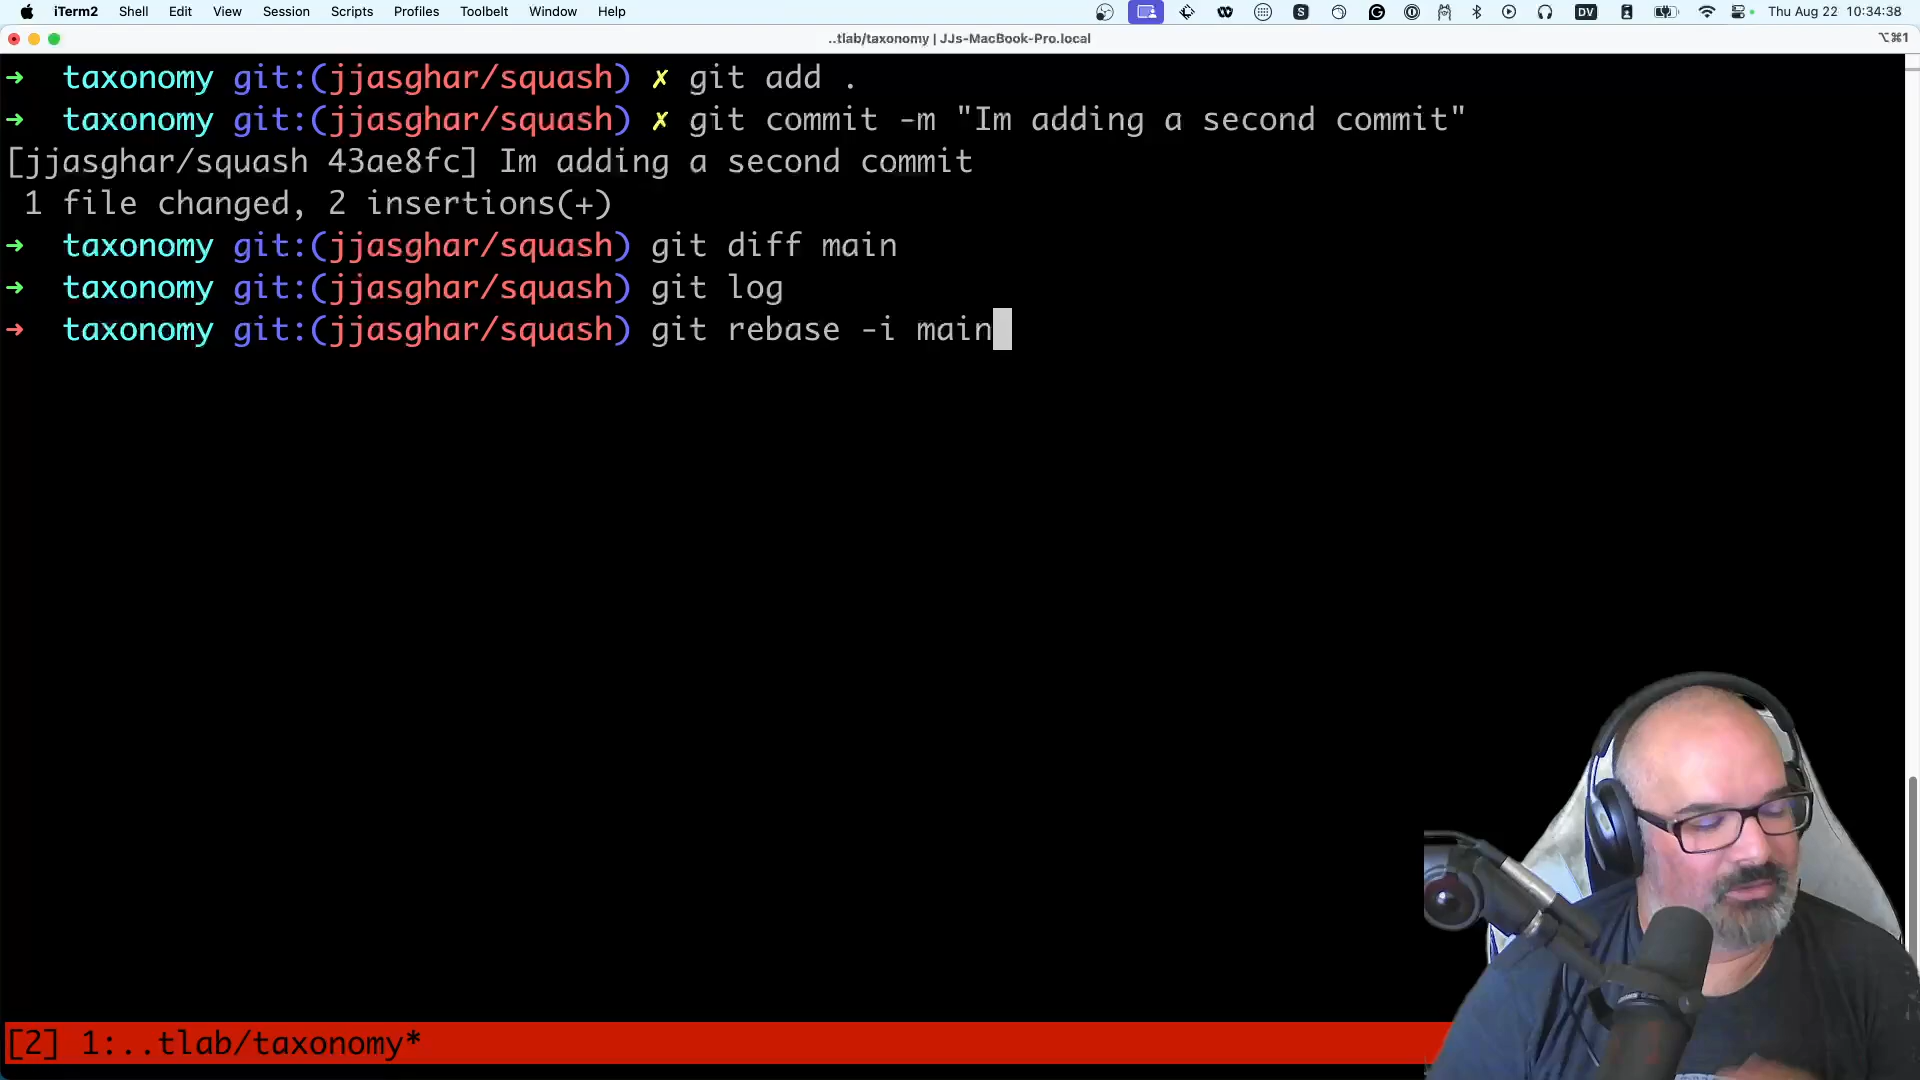 iTerm2 Shell Edit View Session Scripts Profiles Toolbelt Window Help S DV Thu Aug 22 10:34:38
..tlab/taxonomy | JJs-MacBook-Pro.local ⌥⌘1
➜ taxonomy git:(jjasghar/squash) ✗ git add .
➜ taxonomy git:(jjasghar/squash) ✗ git commit -m "Im adding a second commit"
[jjasghar/squash 43ae8fc] Im adding a second commit
1 file changed, 2 insertions(+)
➜ taxonomy git:(jjasghar/squash) git diff main
➜ taxonomy git:(jjasghar/squash) git log
➜ taxonomy git:(jjasghar/squash) git rebase -i main
[2] 1:..tlab/taxonomy*